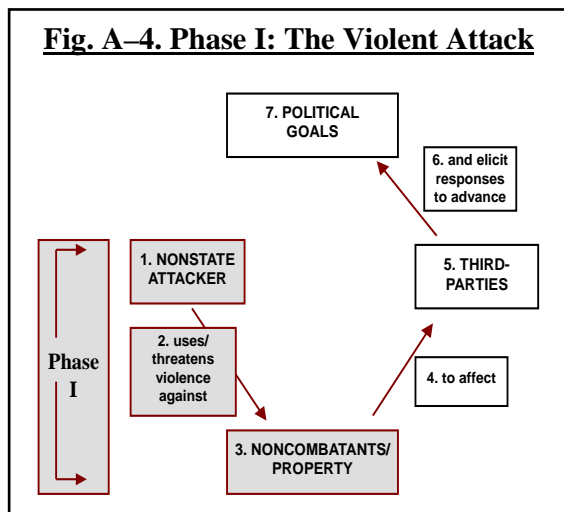 Fig. A–4. Phase I: The Violent Attack
7. POLITICAL
GOALS
6. and elicit
responses
to advance
1. NONSTATE
ATTACKER
5. THIRD-
PARTIES
2. uses/
threatens
violence
against
Phase
I
4. to affect
3. NONCOMBATANTS/
PROPERTY